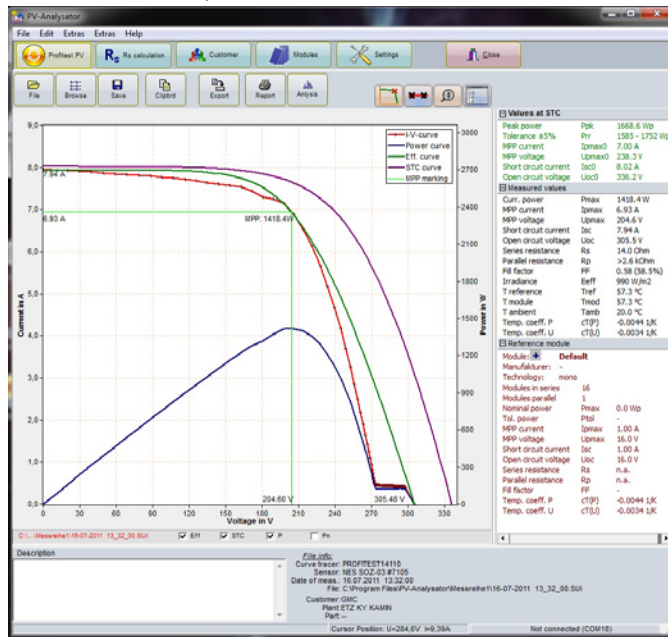 PV-Analysator
File Edit Extras Extras Help
Profitest PV Rs Rs calculation Customer Modules Settings Close
File Browse Save Clipbrd Export Report Anlysis
9,0
8,0
7,0
6,0
5,0
4,0
3,0
2,0
1,0
0,0
Current in A
7.94 A
6.93 A
MPP: 1418.4W
I-V-curve
Power curve
Eff. curve
STC curve
MPP marking
3000
2700
2400
2100
1800
1500
1200
900
600
300
0
Power in W
204.60 V 305.48 V
0 30 60 90 120 150 180 210 240 270 300 330
Voltage in V
C:\...\Messreihe1\16-07-2011 13_32_00.SUI Eff STC P Pn
Values at STC
Peak power Ppk 1668.6 Wp
Tolerance ±5% Prr 1585 - 1752 Wp
MPP current Ipmax0 7.00 A
MPP voltage Upmax0 238.3 V
Short circuit current Isc0 8.02 A
Open circuit voltage Uoc0 336.2 V
Measured values
Curr. power Pmax 1418.4 W
MPP current Ipmax 6.93 A
MPP voltage Upmax 204.6 V
Short circuit current Isc 7.94 A
Open circuit voltage Uoc 305.5 V
Series resistance Rs 14.0 Ohm
Parallel resistance Rp >2.6 kOhm
Fill factor FF 0.58 (58.5%)
Irradiance Eeff 990 W/m2
T reference Tref 57.3 °C
T module Tmod 57.3 °C
T ambient Tamb 20.0 °C
Temp. coeff. P cT(P) -0.0044 1/K
Temp. coeff. U cT(U) -0.0034 1/K
Reference module
Module: Default
Manufakturer: -
Technology: mono
Modules in series 16
Modules parallel 1
Nominal power Pmax 0.0 Wp
Tol. power Ptol -
MPP current Ipmax 1.00 A
MPP voltage Upmax 16.0 V
Short circuit current Isc 1.00 A
Open circuit voltage Uoc 16.0 V
Series resistance Rs n.a.
Parallel resistance Rp n.a.
Fill factor FF -
Temp. coeff. P cT(P) -0.0044 1/K
Temp. coeff. U cT(U) -0.0034 1/K
Description
File info:
Curve tracer: PROFITEST14110
Sensor: NES SOZ-03 #7105
Date of meas.: 16.07.2011 13:32:00
File: C:\Program Files\PV-Analysator\Messreihe1\16-07-2011 13_32_00.SUI
Customer: GMC
Plant: ETZ KY KAMIN
Part: --
Cursor Position: U=284,6V I=9,39A Not connected (COM18)